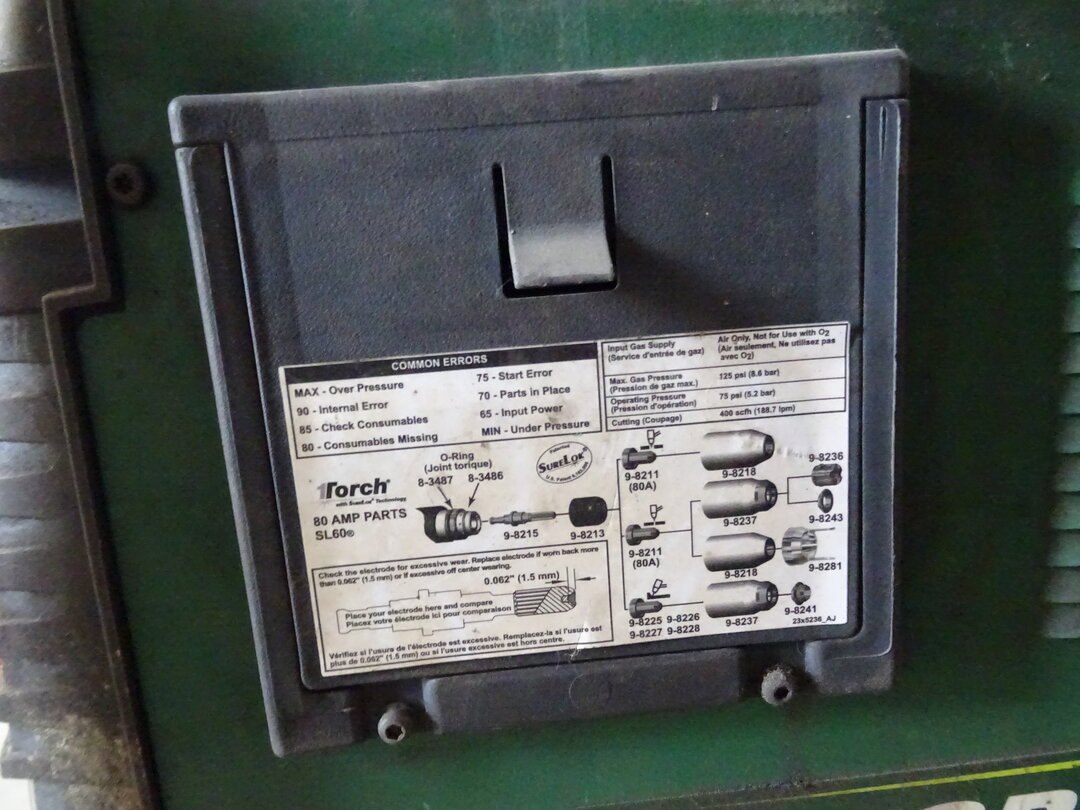 COMMON ERRORS
MAX - Over Pressure
90 - Internal Error
85 - Check Consumables
80 - Consumables Missing
75 - Start Error
70 - Parts in Place
65 - Input Power
MIN - Under Pressure
Input Gas Supply
(Service d'entrée de gaz)
Air Only, Not for Use with O2
(Air seulement, Ne utilisez pas
avec O2)
Max. Gas Pressure
(Pression de gaz max.)
125 psi (8.6 bar)
Operating Pressure
(Pression d'opération)
75 psi (5.2 bar)
Cutting (Coupage)
400 scfh (188.7 lpm)
1Torch®
with SureLok® Technology
80 AMP PARTS
SL60®
O-Ring
(Joint torique)
8-3487
8-3486
Patented
SURELOK
9-8215
9-8213
9-8211
(80A)
9-8218
9-8236
9-8237
9-8243
9-8211
(80A)
9-8218
9-8281
9-8225 9-8226
9-8227 9-8228
9-8237
9-8241
23x5236_AJ
Check the electrode for excessive wear. Replace electrode if worn back more
than 0.062" (1.5 mm) or if excessive off center wearing.
0.062" (1.5 mm)
Place your electrode here and compare
Placez votre électrode ici pour comparaison
Vérifiez si l'usure de l'électrode est excessive. Remplacez-la si l'usure est
plus de 0.062" (1.5 mm) ou si l'usure excessive est hors centre.